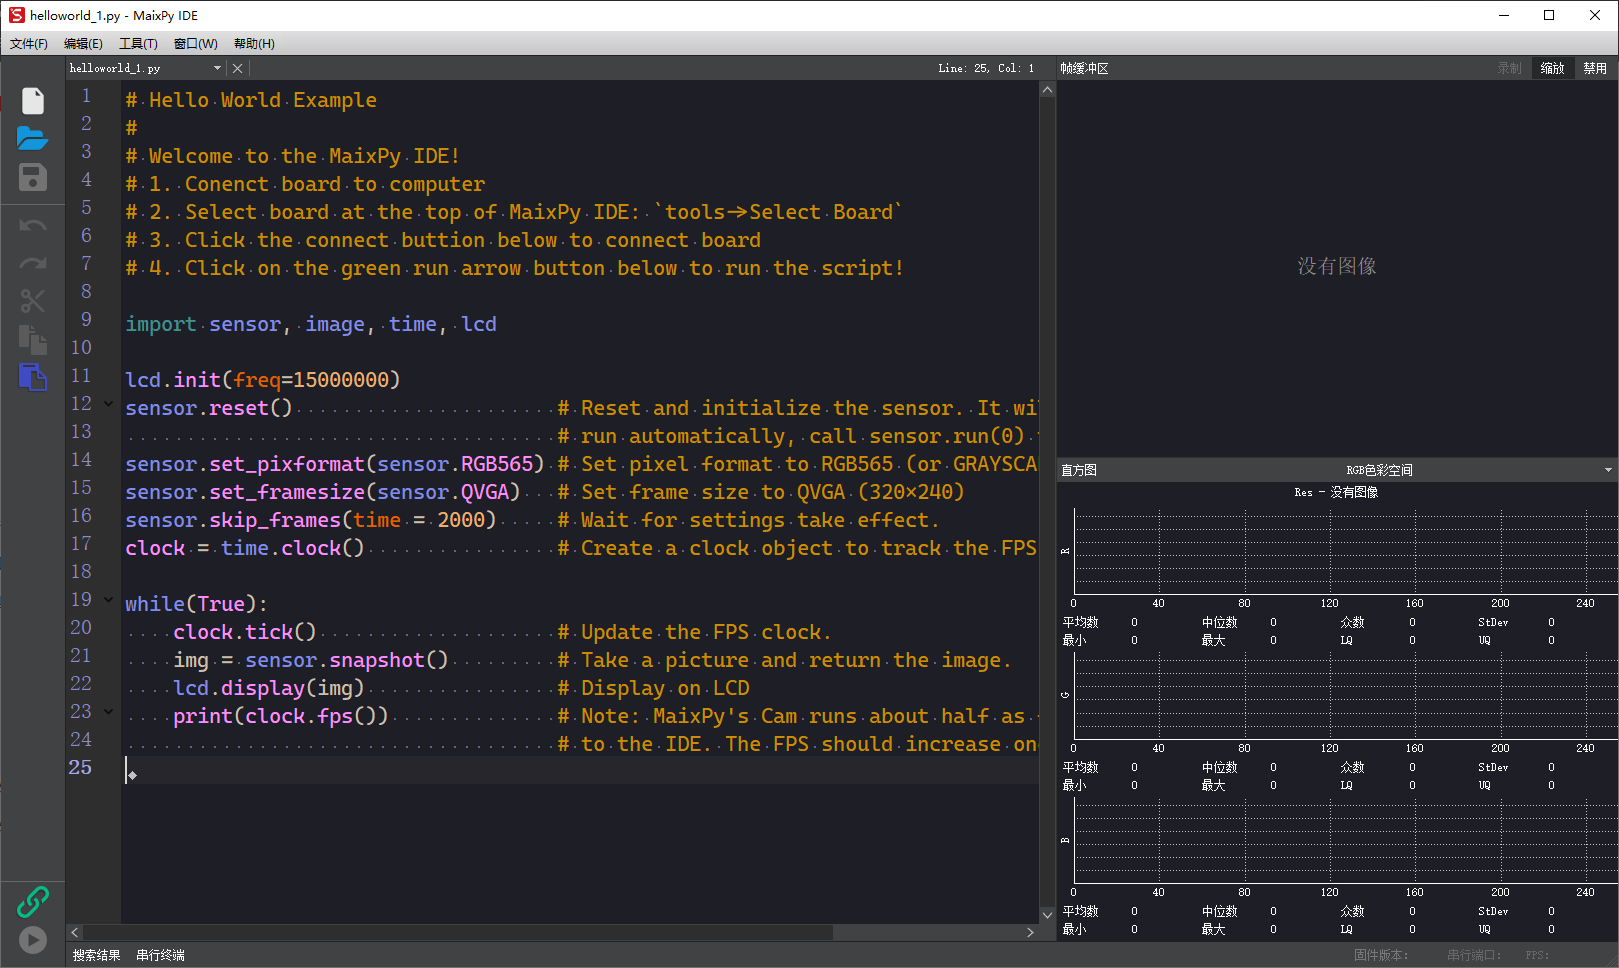 helloworld_1.py - MaixPy IDE
文件(F) 编辑(E) 工具(T) 窗口(W) 帮助(H)
helloworld_1.py Line: 25, Col: 1
1 # Hello World Example
2 #
3 # Welcome to the MaixPy IDE!
4 # 1. Conenct board to computer
5 # 2. Select board at the top of MaixPy IDE: `tools->Select Board`
6 # 3. Click the connect buttion below to connect board
7 # 4. Click on the green run arrow button below to run the script!
8
9 import sensor, image, time, lcd
10
11 lcd.init(freq=15000000)
12 sensor.reset() # Reset and initialize the sensor. It wi
13 # run automatically, call sensor.run(0)
14 sensor.set_pixformat(sensor.RGB565) # Set pixel format to RGB565 (or GRAYSCA
15 sensor.set_framesize(sensor.QVGA) # Set frame size to QVGA (320x240)
16 sensor.skip_frames(time = 2000) # Wait for settings take effect.
17 clock = time.clock() # Create a clock object to track the FPS
18
19 while(True):
20 clock.tick() # Update the FPS clock.
21 img = sensor.snapshot() # Take a picture and return the image.
22 lcd.display(img) # Display on LCD
23 print(clock.fps()) # Note: MaixPy's Cam runs about half as
24 # to the IDE. The FPS should increase on
25
搜索结果 串行终端
帧缓冲区 录制 缩放 禁用
没有图像
直方图 RGB色彩空间
Res - 没有图像
R
0 40 80 120 160 200 240
平均数 0 中位数 0 众数 0 StDev 0
最小 0 最大 0 LQ 0 UQ 0
G
0 40 80 120 160 200 240
平均数 0 中位数 0 众数 0 StDev 0
最小 0 最大 0 LQ 0 UQ 0
B
0 40 80 120 160 200 240
平均数 0 中位数 0 众数 0 StDev 0
最小 0 最大 0 LQ 0 UQ 0
固件版本: 串行端口: FPS: